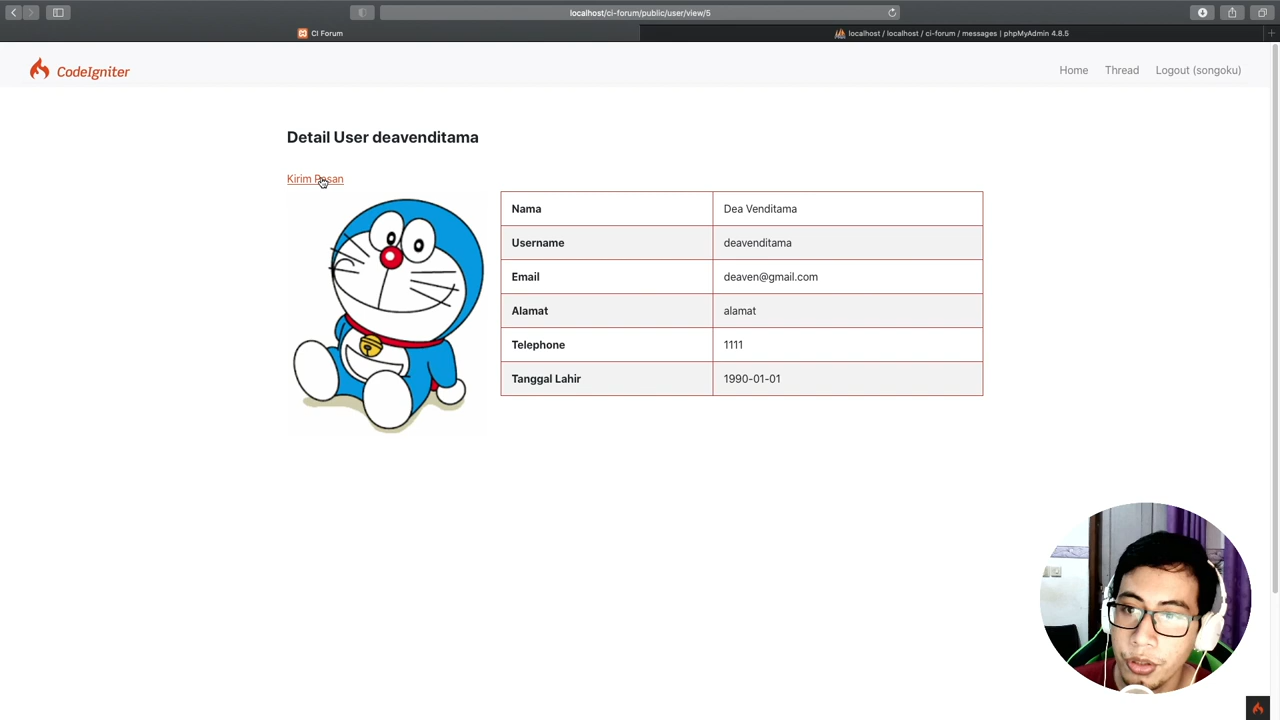 localhost/ci-forum/public/user/view/5
CI Forum
localhost / localhost / ci-forum / messages | phpMyAdmin 4.8.5
CodeIgniter
Home
Thread
Logout (songoku)
Detail User deavenditama
Kirim Pesan
Nama Dea Venditama
Username deavenditama
Email deaven@gmail.com
Alamat alamat
Telephone 1111
Tanggal Lahir 1990-01-01